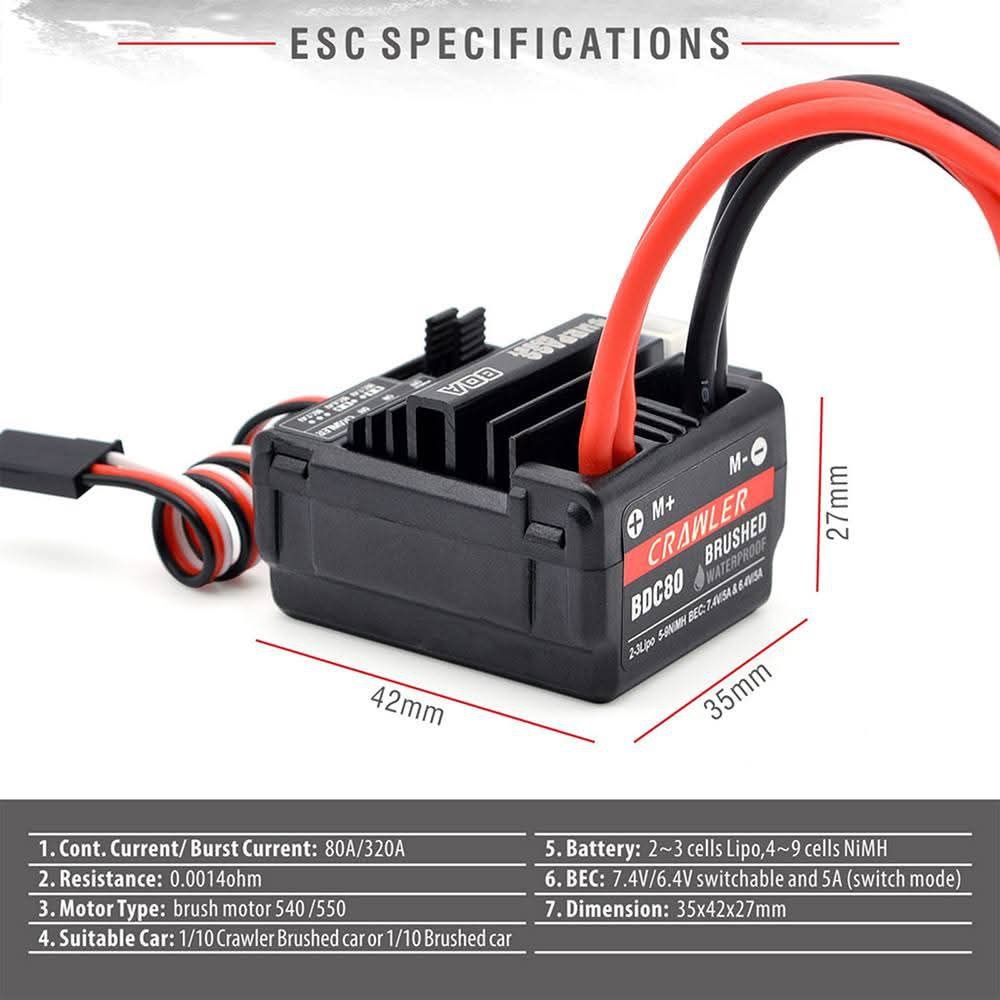 ESC SPECIFICATIONS
SURPASS
80A
CRAWLER
M-
M+
CRAWLER
BRUSHED
BDC80
WATERPROOF
2-3Lipo 5-9NiMH BEC: 7.4V/5A & 6.4V/5A
27mm
42mm
35mm
1. Cont. Current/ Burst Current: 80A/320A
2. Resistance: 0.0014ohm
3. Motor Type: brush motor 540 /550
4. Suitable Car: 1/10 Crawler Brushed car or 1/10 Brushed car
5. Battery: 2~3 cells Lipo,4~9 cells NiMH
6. BEC: 7.4V/6.4V switchable and 5A (switch mode)
7. Dimension: 35x42x27mm